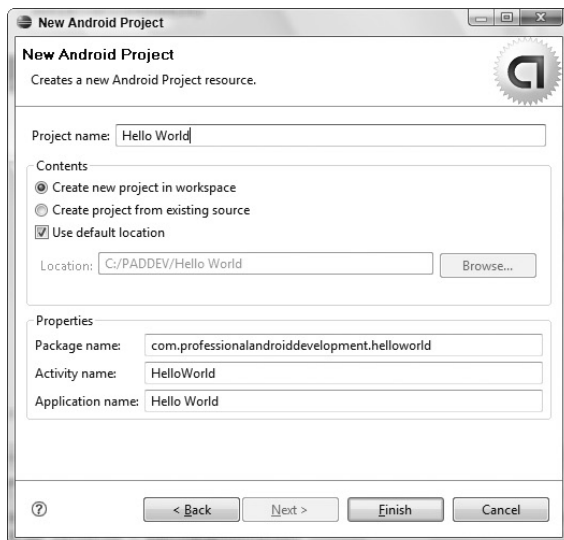 New Android Project
New Android Project
Creates a new Android Project resource.
Project name: Hello World
Contents
Create new project in workspace
Create project from existing source
Use default location
Location: C:/PADDEV/Hello World Browse...
Properties
Package name: com.professionalandroiddevelopment.helloworld
Activity name: HelloWorld
Application name: Hello World
? < Back Next > Finish Cancel